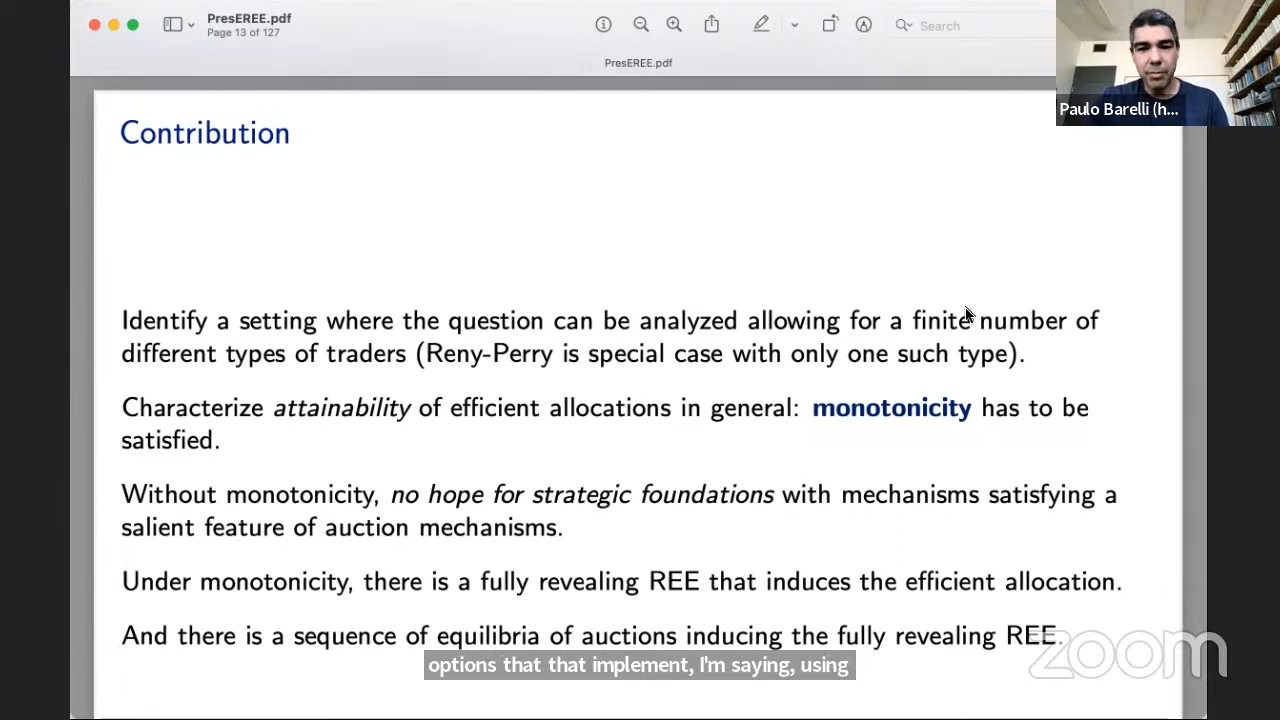 PresEREE.pdf
Page 13 of 127
Search
PresEREE.pdf
Paulo Barelli (h...
Contribution
Identify a setting where the question can be analyzed allowing for a finite number of
different types of traders (Reny-Perry is special case with only one such type).
Characterize attainability of efficient allocations in general: monotonicity has to be
satisfied.
Without monotonicity, no hope for strategic foundations with mechanisms satisfying a
salient feature of auction mechanisms.
Under monotonicity, there is a fully revealing REE that induces the efficient allocation.
And there is a sequence of equilibria of auctions inducing the fully revealing REE.
options that that implement, I'm saying, using
zoom